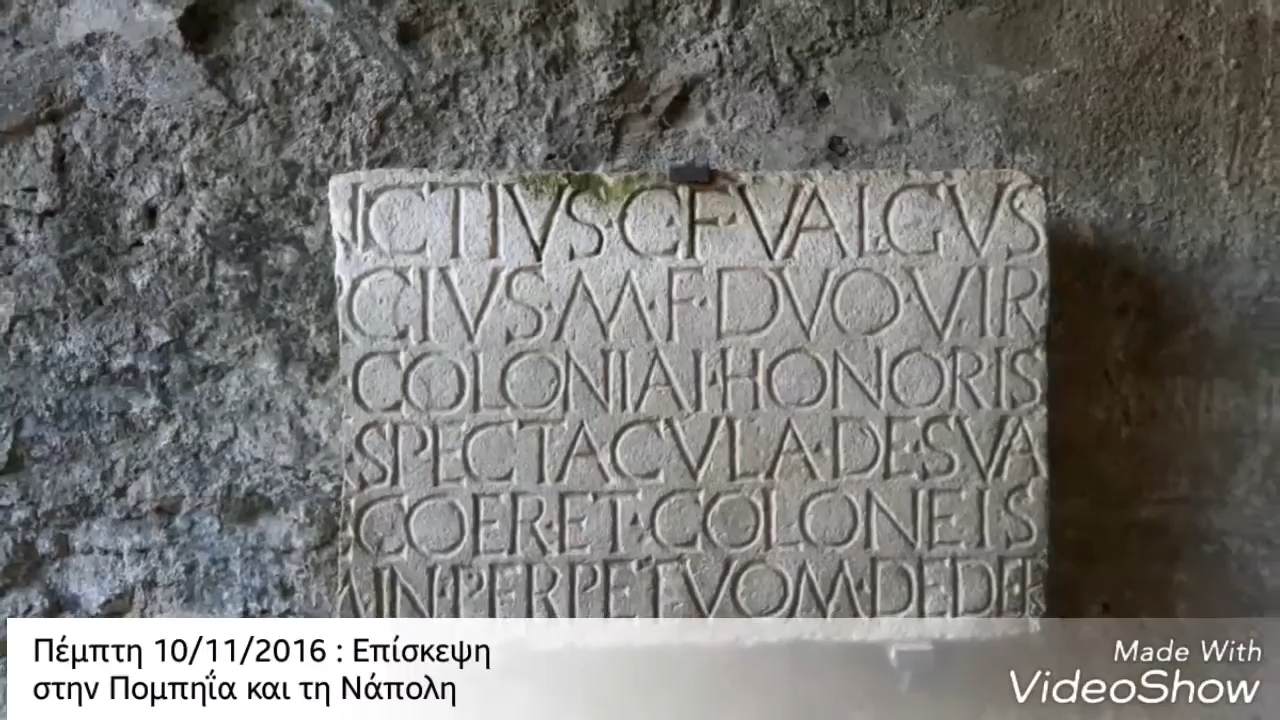 ICTIVS·C·F·VALGVS
CIVS·M·F·DVO·VIR
COLONIAI·HONORIS
SPECTACVLA·DE·SVA
COER·ET·COLONEIS
IN·PERPETVOM·DEDER
Πέμπτη 10/11/2016 : Επίσκεψη
στην Πομπηΐα και τη Νάπολη
Made With
VideoShow